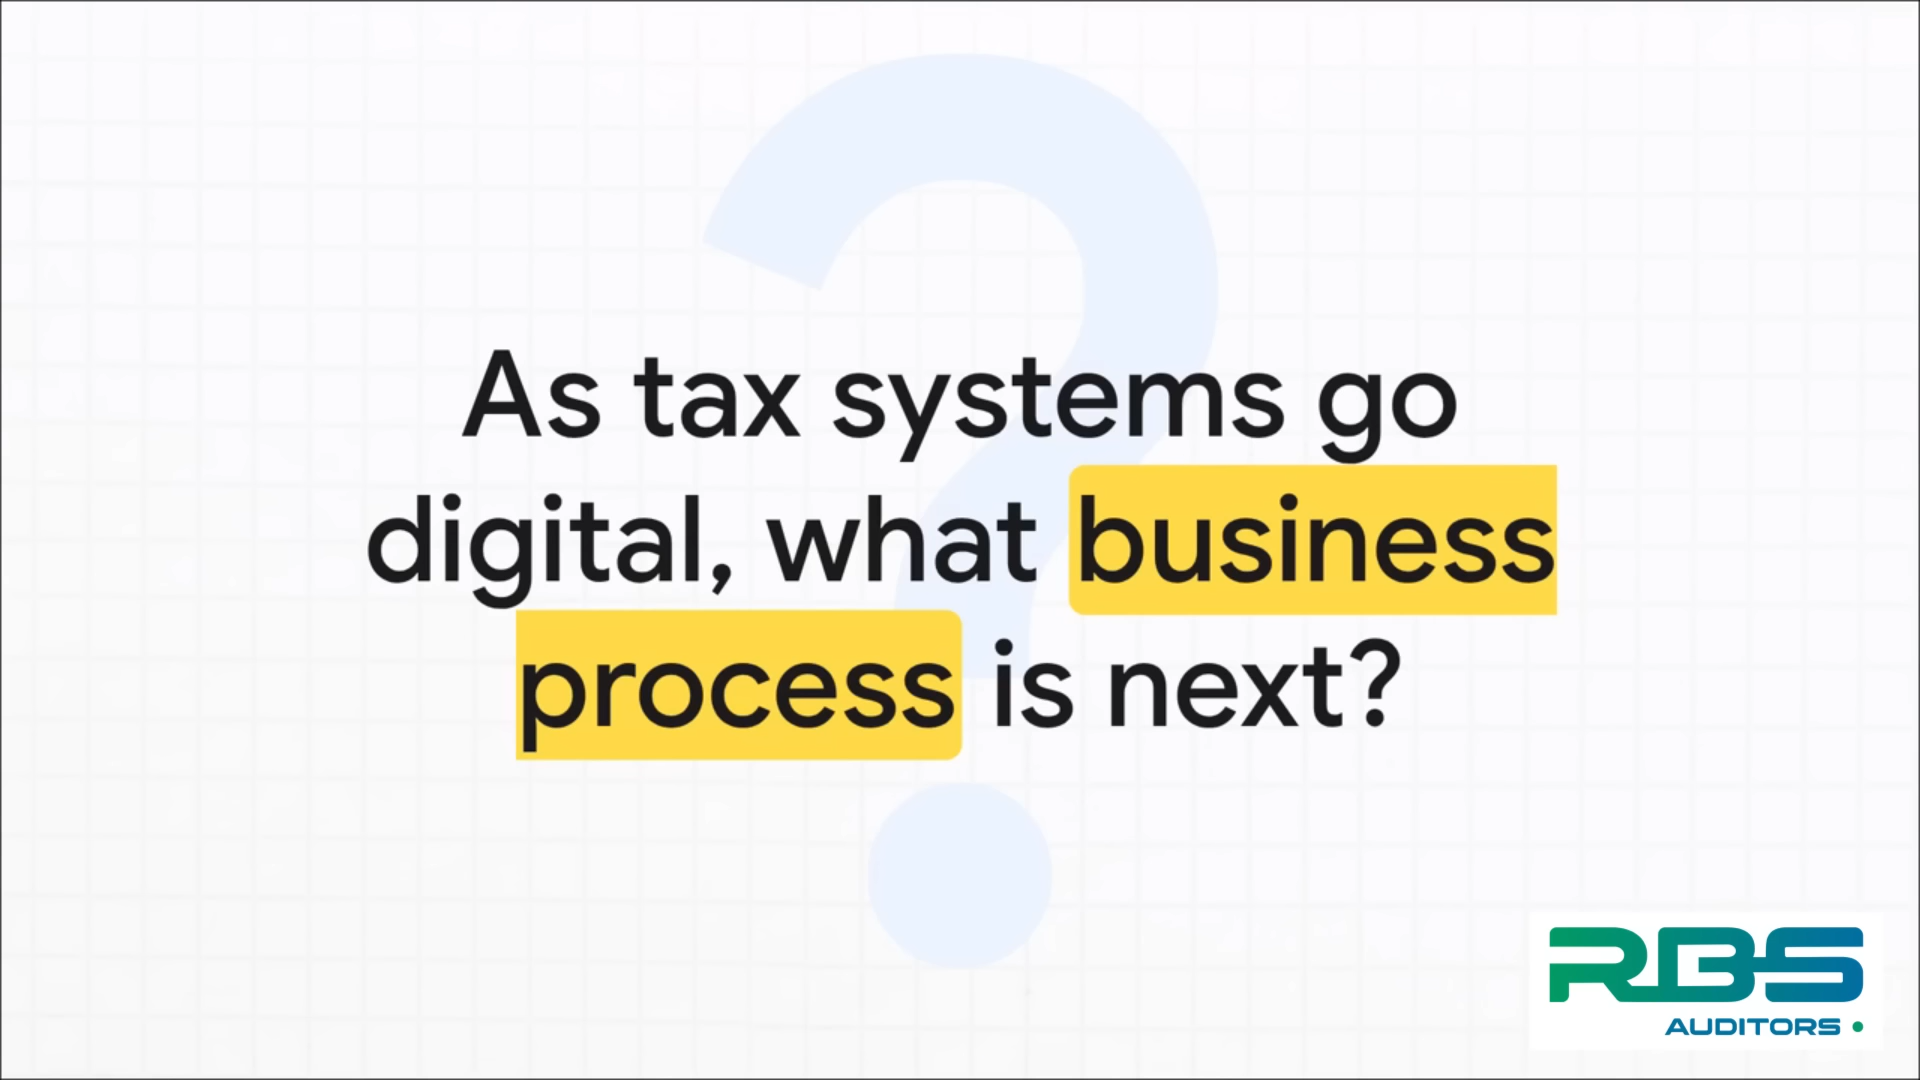 As tax systems go
digital, what business
process is next?
RBS
AUDITORS